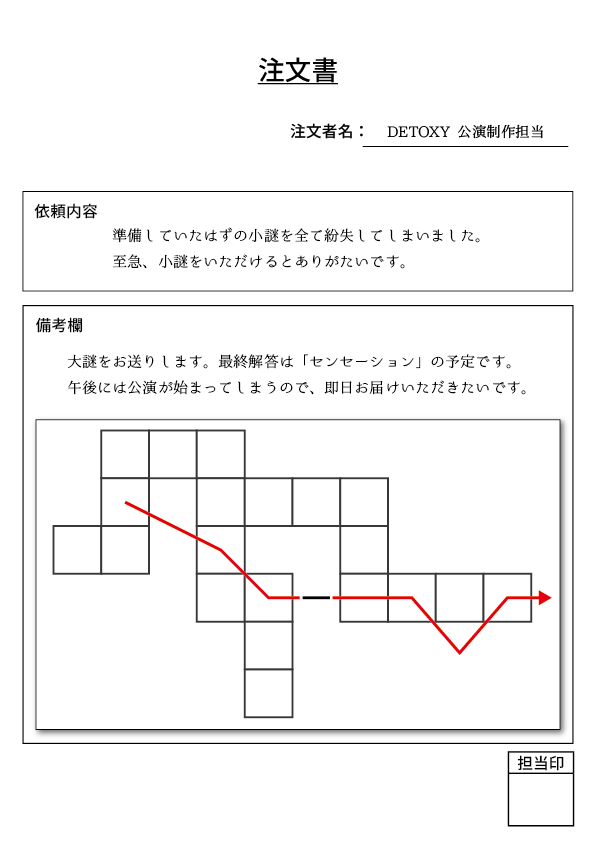 注文書
注文者名： DETOXY 公演制作担当
依頼内容
準備していたはずの小謎を全て紛失してしまいました。
至急、小謎をいただけるとありがたいです。
備考欄
大謎をお送りします。最終解答は「センセーション」の予定です。
午後には公演が始まってしまうので、即日お届けいただきたいです。
担当印